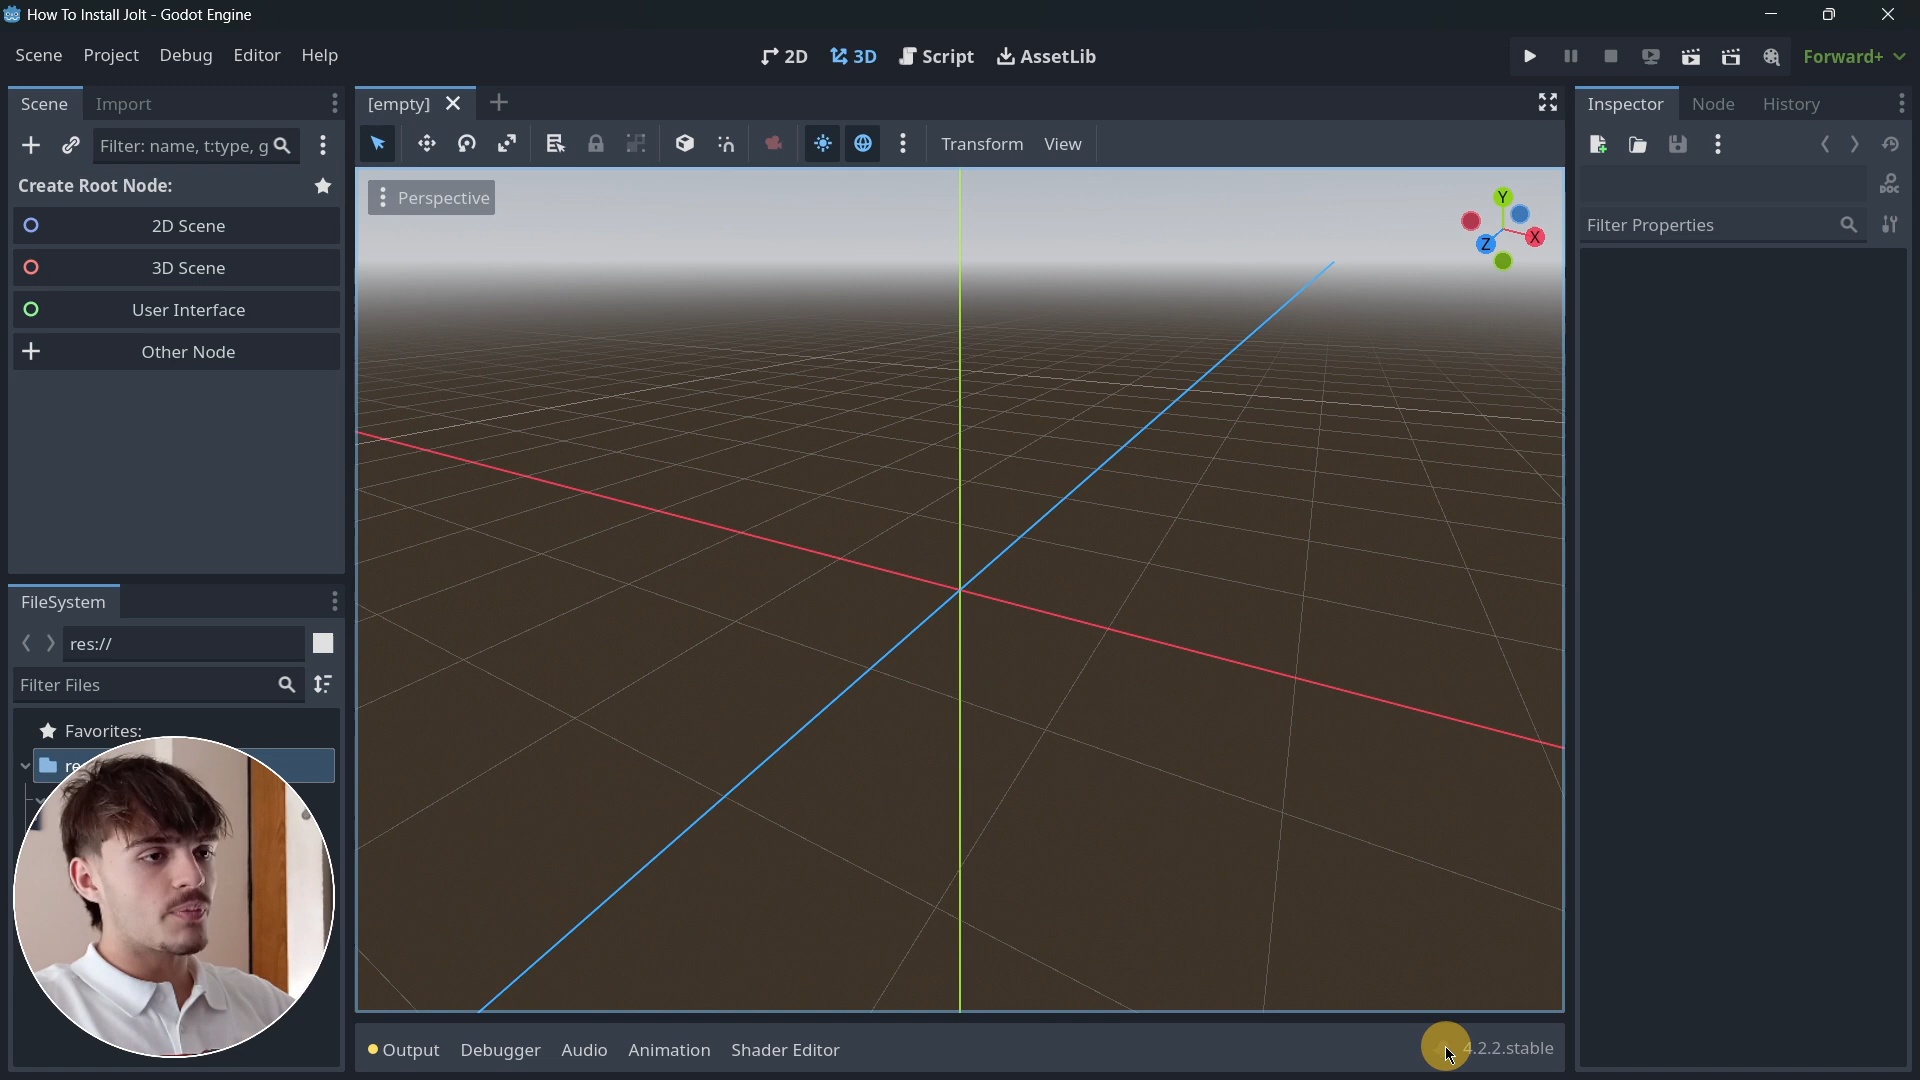 How To Install Jolt - Godot Engine
Scene Project Debug Editor Help
2D 3D Script AssetLib
Forward+
Scene Import
[empty]
Inspector Node History
Filter: name, t:type, g
Transform View
Create Root Node:
Perspective
DOC
2D Scene
3D Scene
User Interface
Other Node
Filter Properties
Y
X
Z
FileSystem
res://
Filter Files
Favorites:
Output Debugger Audio Animation Shader Editor
4.2.2.stable